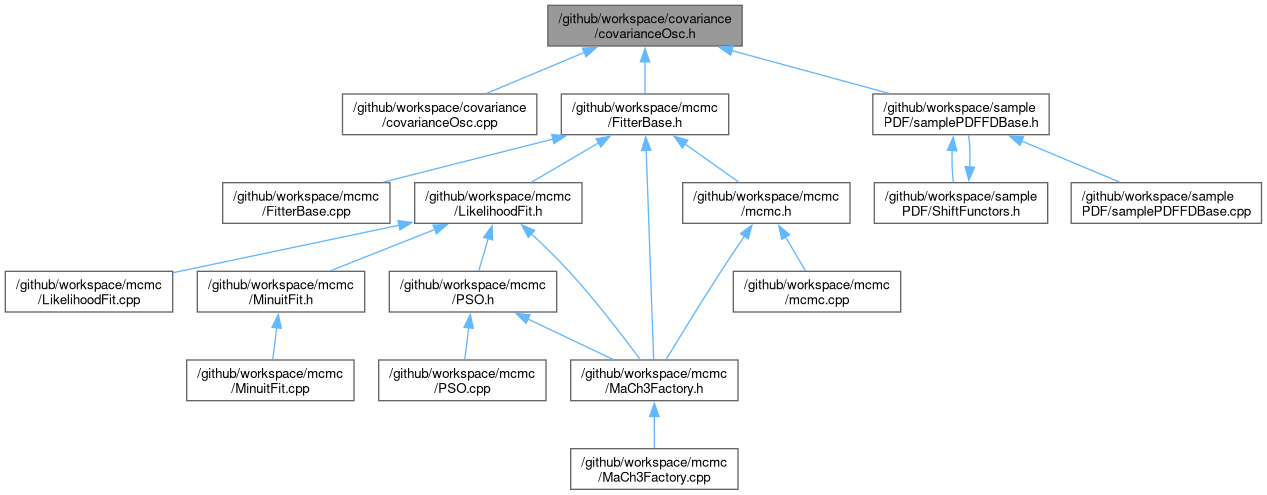 /github/workspace/covariance
/covarianceOsc.h
/github/workspace/covariance
/covarianceOsc.cpp
/github/workspace/mcmc
/FitterBase.h
/github/workspace/sample
PDF/samplePDFFDBase.h
/github/workspace/mcmc
/FitterBase.cpp
/github/workspace/mcmc
/LikelihoodFit.h
/github/workspace/mcmc
/mcmc.h
/github/workspace/sample
PDF/ShiftFunctors.h
/github/workspace/sample
PDF/samplePDFFDBase.cpp
/github/workspace/mcmc
/LikelihoodFit.cpp
/github/workspace/mcmc
/MinuitFit.h
/github/workspace/mcmc
/PSO.h
/github/workspace/mcmc
/mcmc.cpp
/github/workspace/mcmc
/MinuitFit.cpp
/github/workspace/mcmc
/PSO.cpp
/github/workspace/mcmc
/MaCh3Factory.h
/github/workspace/mcmc
/MaCh3Factory.cpp